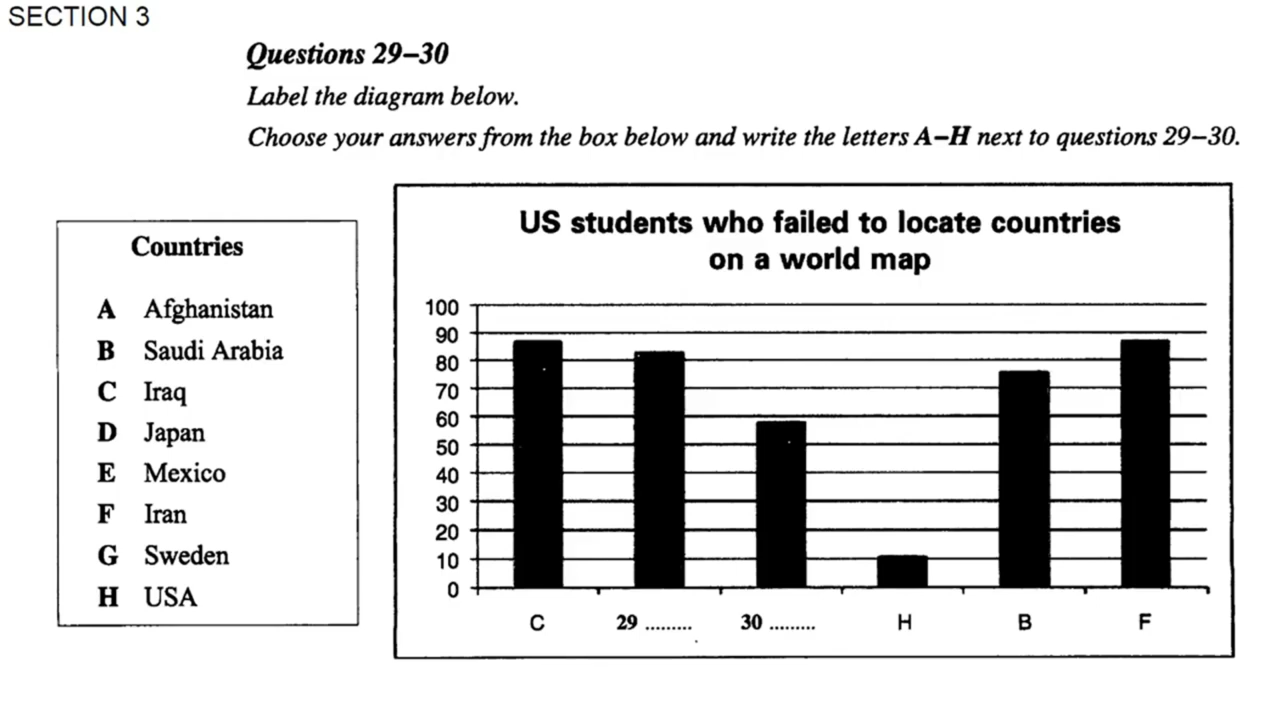 SECTION 3
Questions 29–30
Label the diagram below.
Choose your answers from the box below and write the letters A–H next to questions 29–30.
Countries
A Afghanistan
B Saudi Arabia
C Iraq
D Japan
E Mexico
F Iran
G Sweden
H USA
US students who failed to locate countries
on a world map
100
90
80
70
60
50
40
30
20
10
0
C 29 ......... 30 ......... H B F